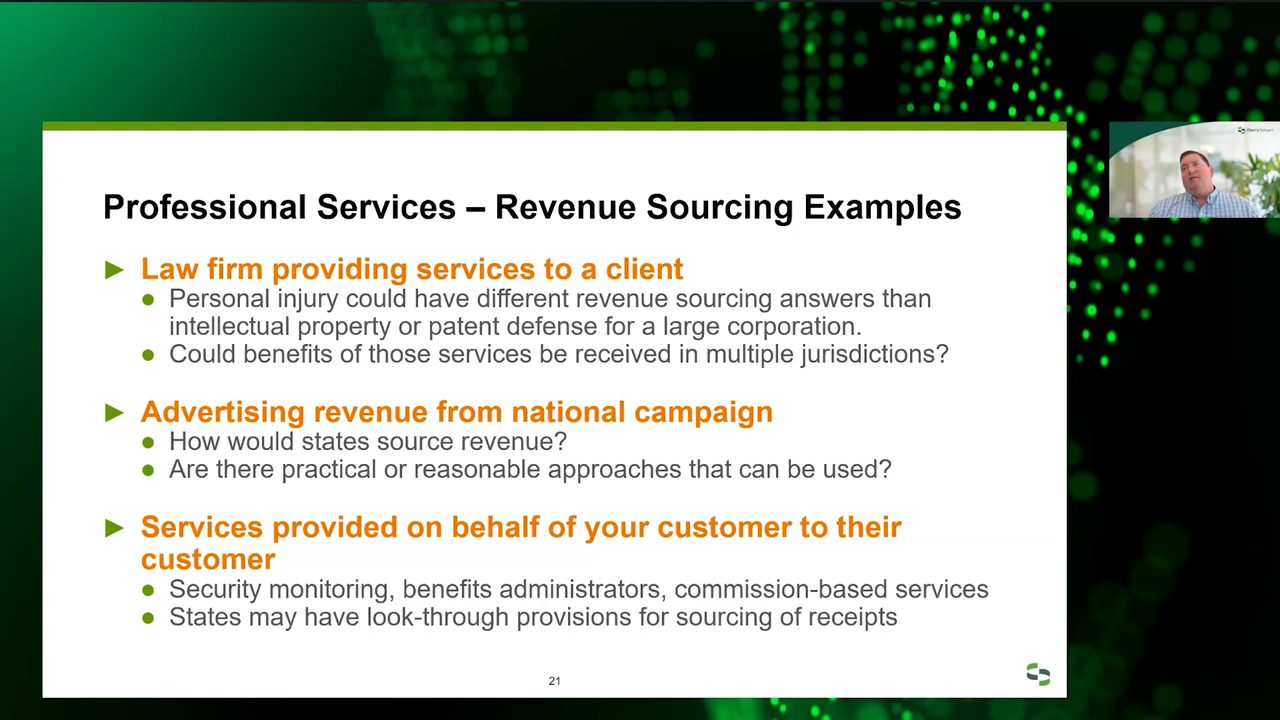 Professional Services – Revenue Sourcing Examples
Law firm providing services to a client
Personal injury could have different revenue sourcing answers than
intellectual property or patent defense for a large corporation.
Could benefits of those services be received in multiple jurisdictions?
Advertising revenue from national campaign
How would states source revenue?
Are there practical or reasonable approaches that can be used?
Services provided on behalf of your customer to their
customer
Security monitoring, benefits administrators, commission-based services
States may have look-through provisions for sourcing of receipts
21